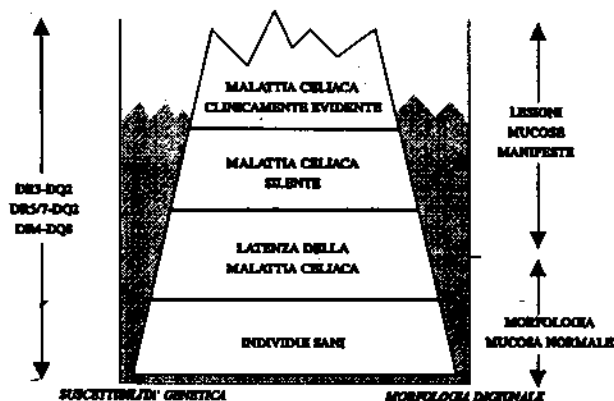 MALATTIA CELIACA
CLINICAMENTE EVIDENTE
MALATTIA CELIACA
SILENTE
LATENZA DELLA
MALATTIA CELIACA
INDIVIDUI SANI
DR3-DQ2
DR5/7-DQ2
DR4-DQ8
LESIONI
MUCOSE
MANIFESTE
MORFOLOGIA
MUCOSA NORMALE
SUSCETTIBILITA' GENETICA
MORFOLOGIA DIGIUNALE